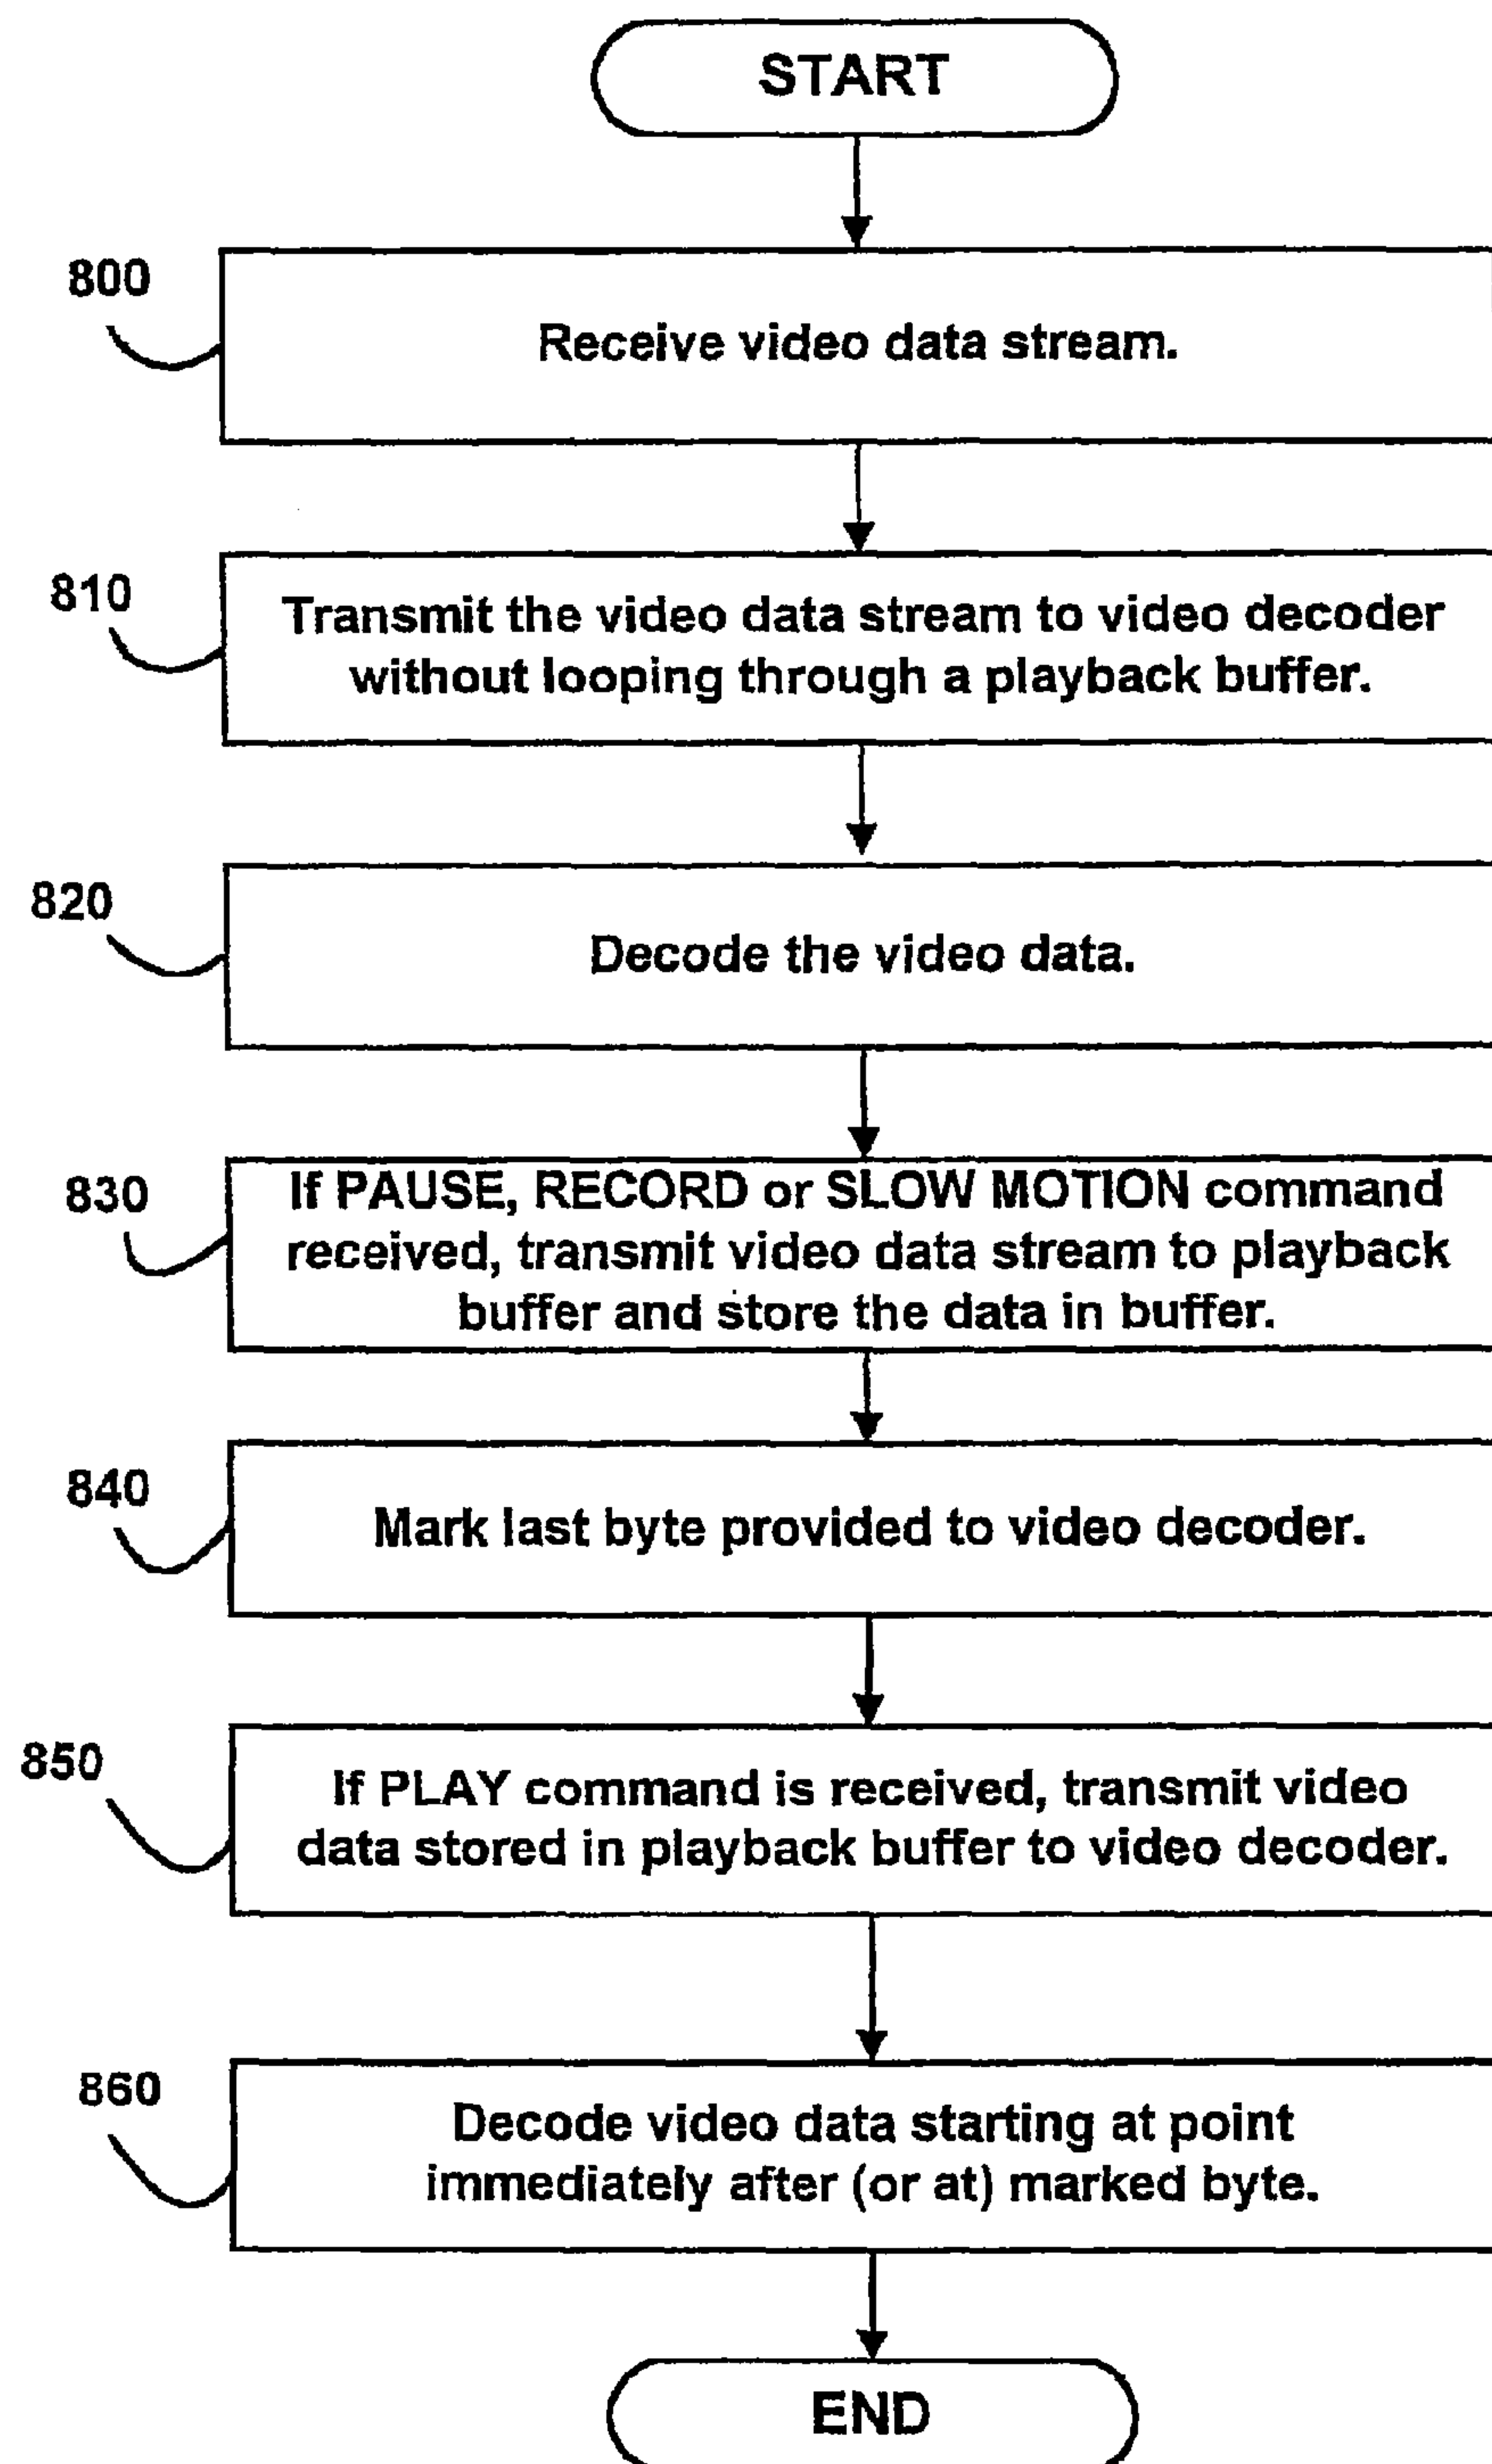 START
800
Receive video data stream.
810
Transmit the video data stream to video decoder
without looping through a playback buffer.
820
Decode the video data.
830
If PAUSE, RECORD or SLOW MOTION command
received, transmit video data stream to playback
buffer and store the data in buffer.
840
Mark last byte provided to video decoder.
850
If PLAY command is received, transmit video
data stored in playback buffer to video decoder.
860
Decode video data starting at point
immediately after (or at) marked byte.
END